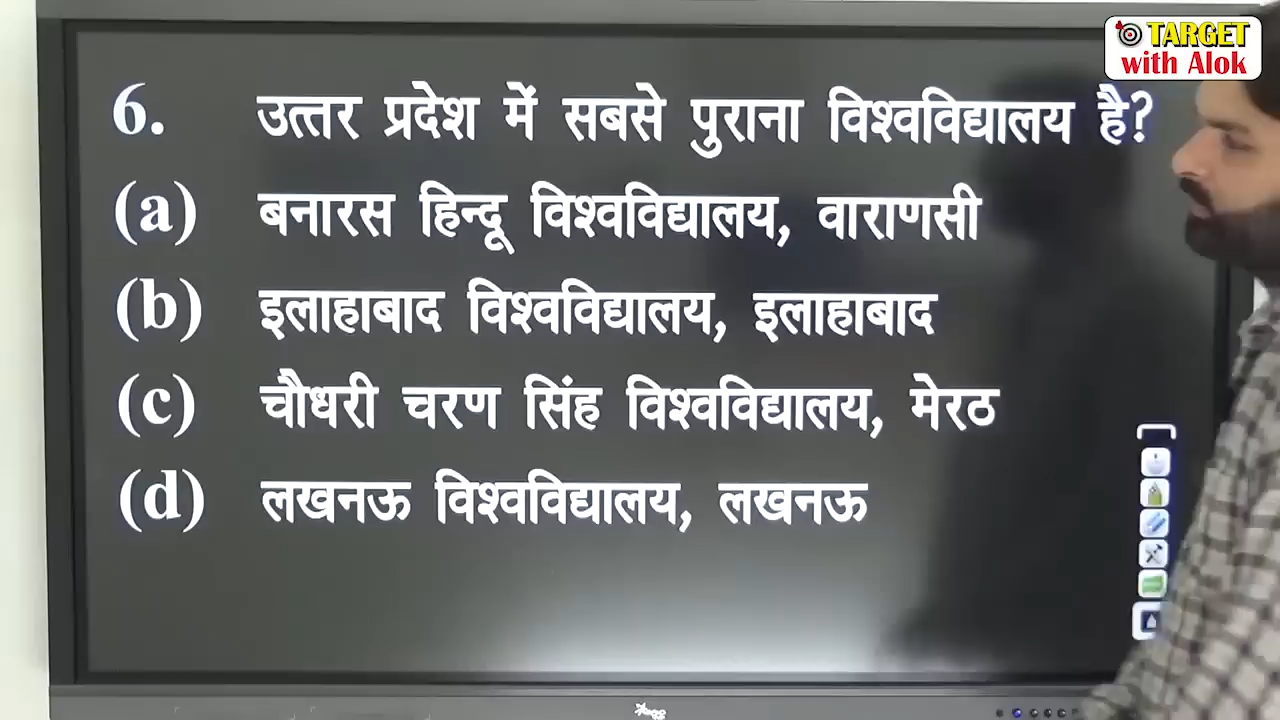 TARGET
with Alok
6. उत्तर प्रदेश में सबसे पुराना विश्वविद्यालय है?
(a) बनारस हिन्दू विश्वविद्यालय, वाराणसी
(b) इलाहाबाद विश्वविद्यालय, इलाहाबाद
(c) चौधरी चरण सिंह विश्वविद्यालय, मेरठ
(d) लखनऊ विश्वविद्यालय, लखनऊ